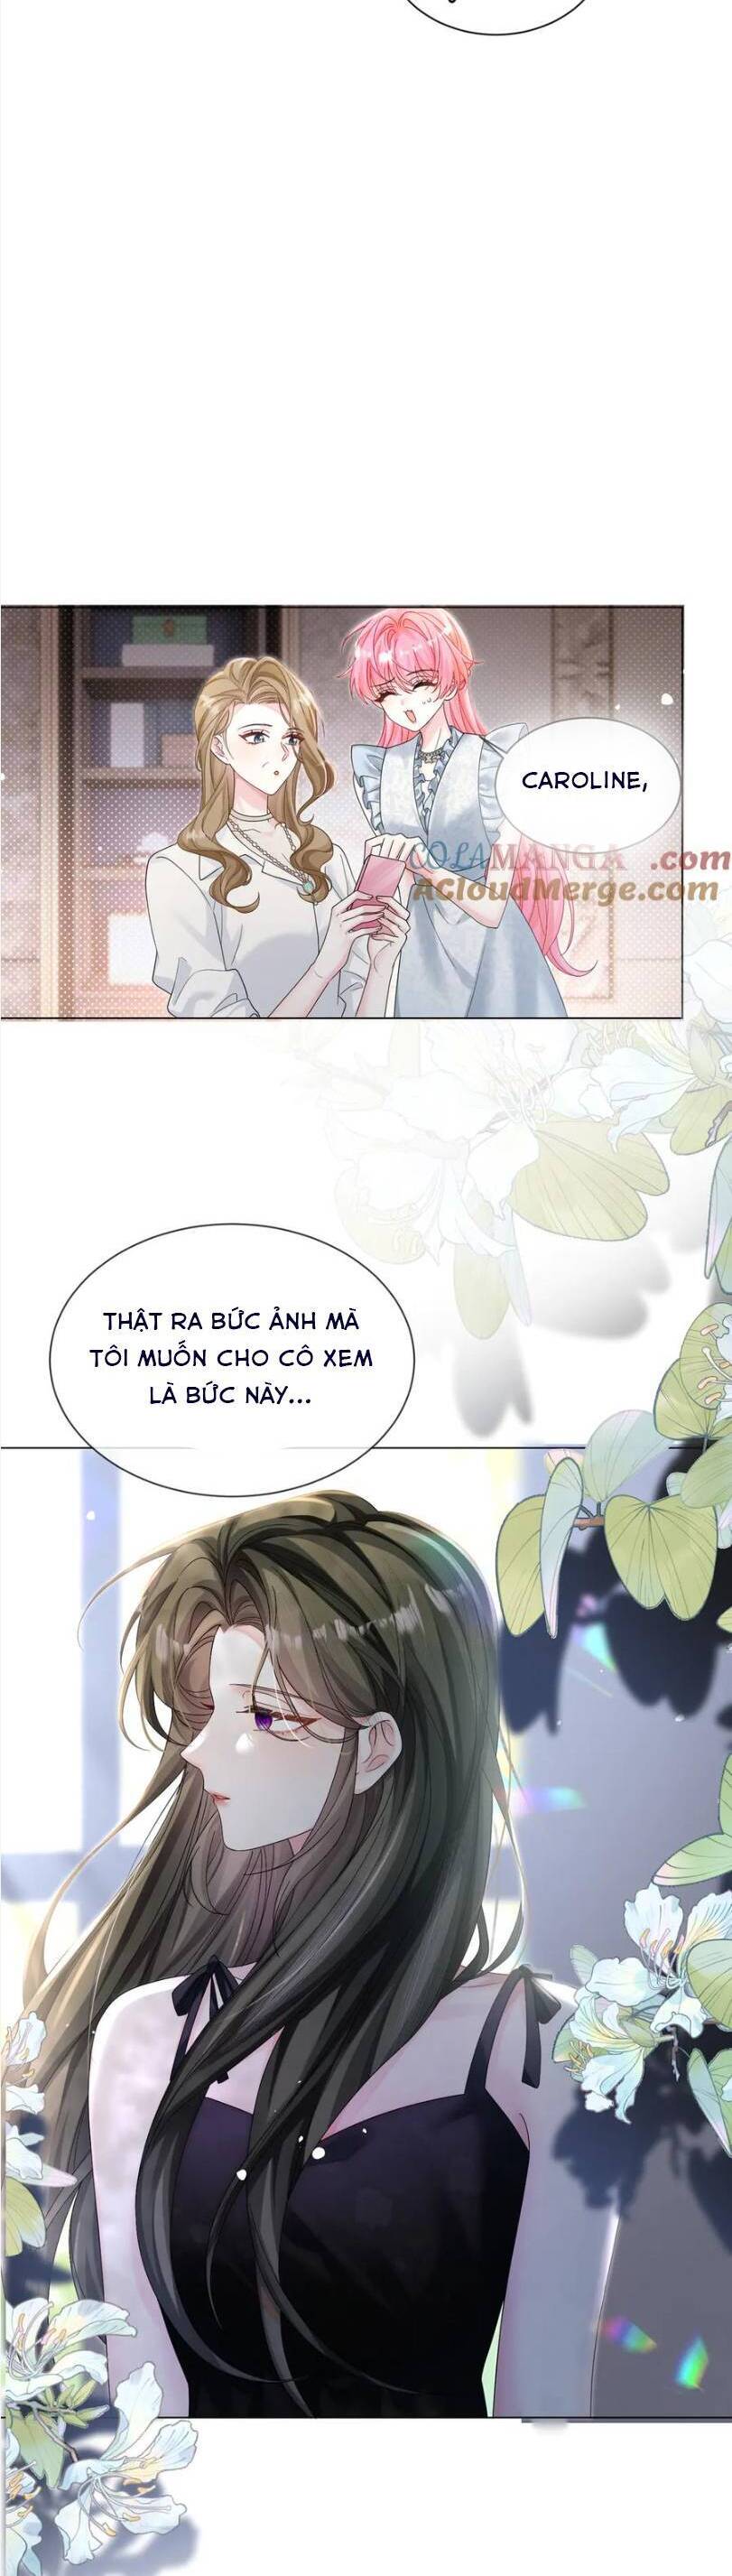 CAROLINE,
COLAMANGA .com
ACloudMerge.com
THẬT RA BỨC ẢNH MÀ
TÔI MUỐN CHO CÔ XEM
LÀ BỨC NÀY...